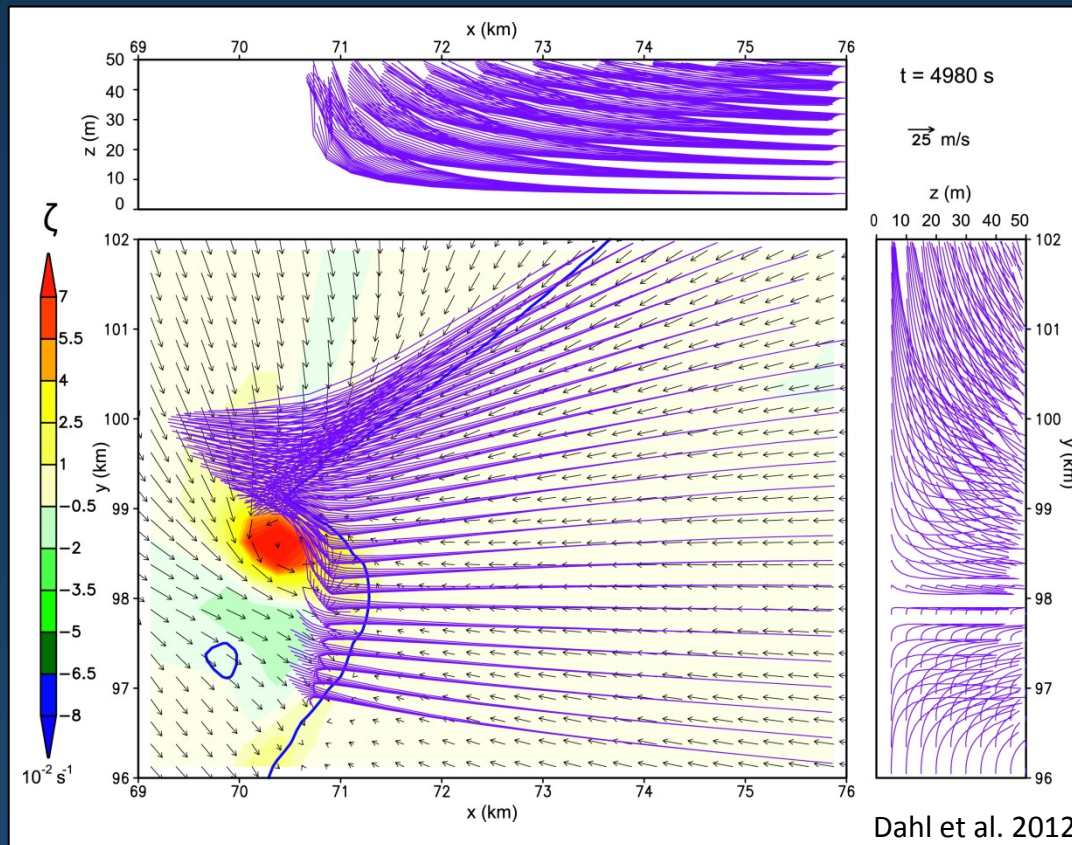 x (km)
69 70 71 72 73 74 75 76
50
40
30
20
10
0
z (m)
t = 4980 s
25 m/s
z (m)
0 10 20 30 40 50
ζ
7
5.5
4
2.5
1
−0.5
−2
−3.5
−5
−6.5
−8
10⁻² s⁻¹
102
101
100
99
98
97
96
y (km)
69 70 71 72 73 74 75 76
x (km)
102
101
100
99
98
97
96
y (km)
Dahl et al. 2012